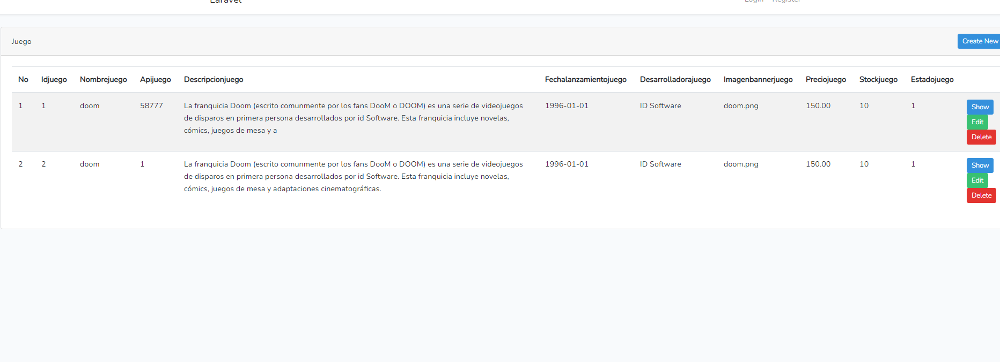 Laravel
Login Register
Juego
Create New
No Idjuego Nombrejuego Apijuego Descripcionjuego Fechalanzamientojuego Desarrolladorajuego Imagenbannerjuego Preciojuego Stockjuego Estadojuego
1 1 doom 58777 La franquicia Doom (escrito comunmente por los fans DooM o DOOM) es una serie de videojuegos 1996-01-01 ID Software doom.png 150.00 10 1 Show
de disparos en primera persona desarrollados por id Software. Esta franquicia incluye novelas, Edit
cómics, juegos de mesa y a Delete
2 2 doom 1 La franquicia Doom (escrito comunmente por los fans DooM o DOOM) es una serie de videojuegos 1996-01-01 ID Software doom.png 150.00 10 1 Show
de disparos en primera persona desarrollados por id Software. Esta franquicia incluye novelas, Edit
cómics, juegos de mesa y adaptaciones cinematográficas. Delete